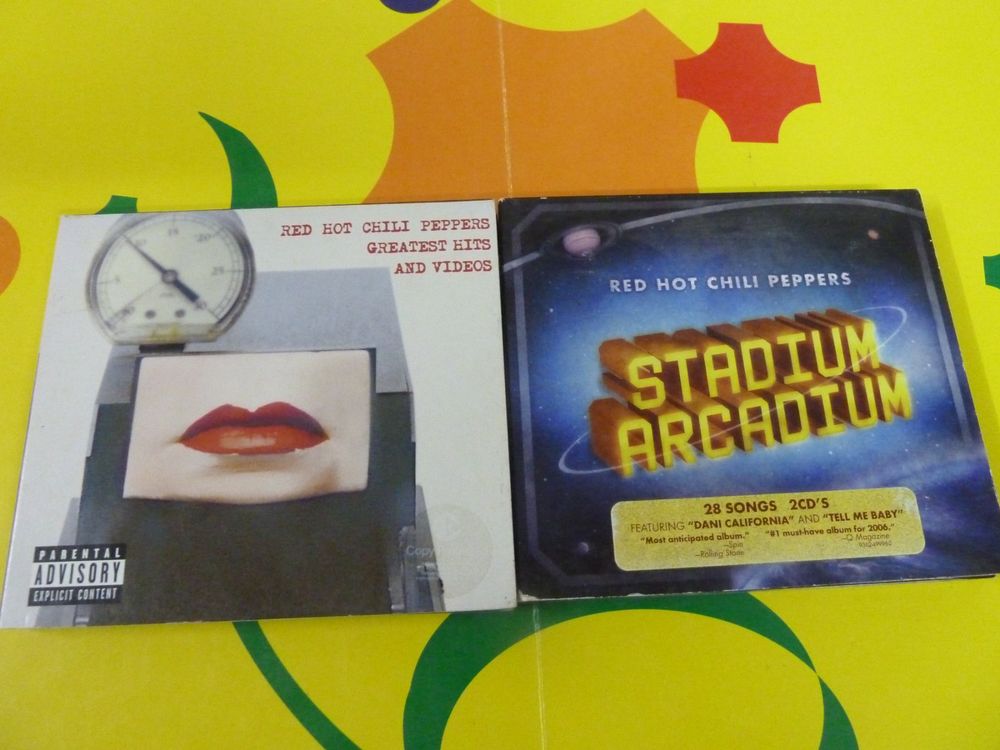 RED HOT CHILI PEPPERS
GREATEST HITS
AND VIDEOS
PARENTAL
ADVISORY
EXPLICIT CONTENT
RED HOT CHILI PEPPERS
STADIUM
ARCADIUM
28 SONGS 2CD'S
FEATURING "DANI CALIFORNIA" AND "TELL ME BABY"
"Most anticipated album." "#1 must-have album for 2006."
–Spin –Q Magazine
–Rolling Stone